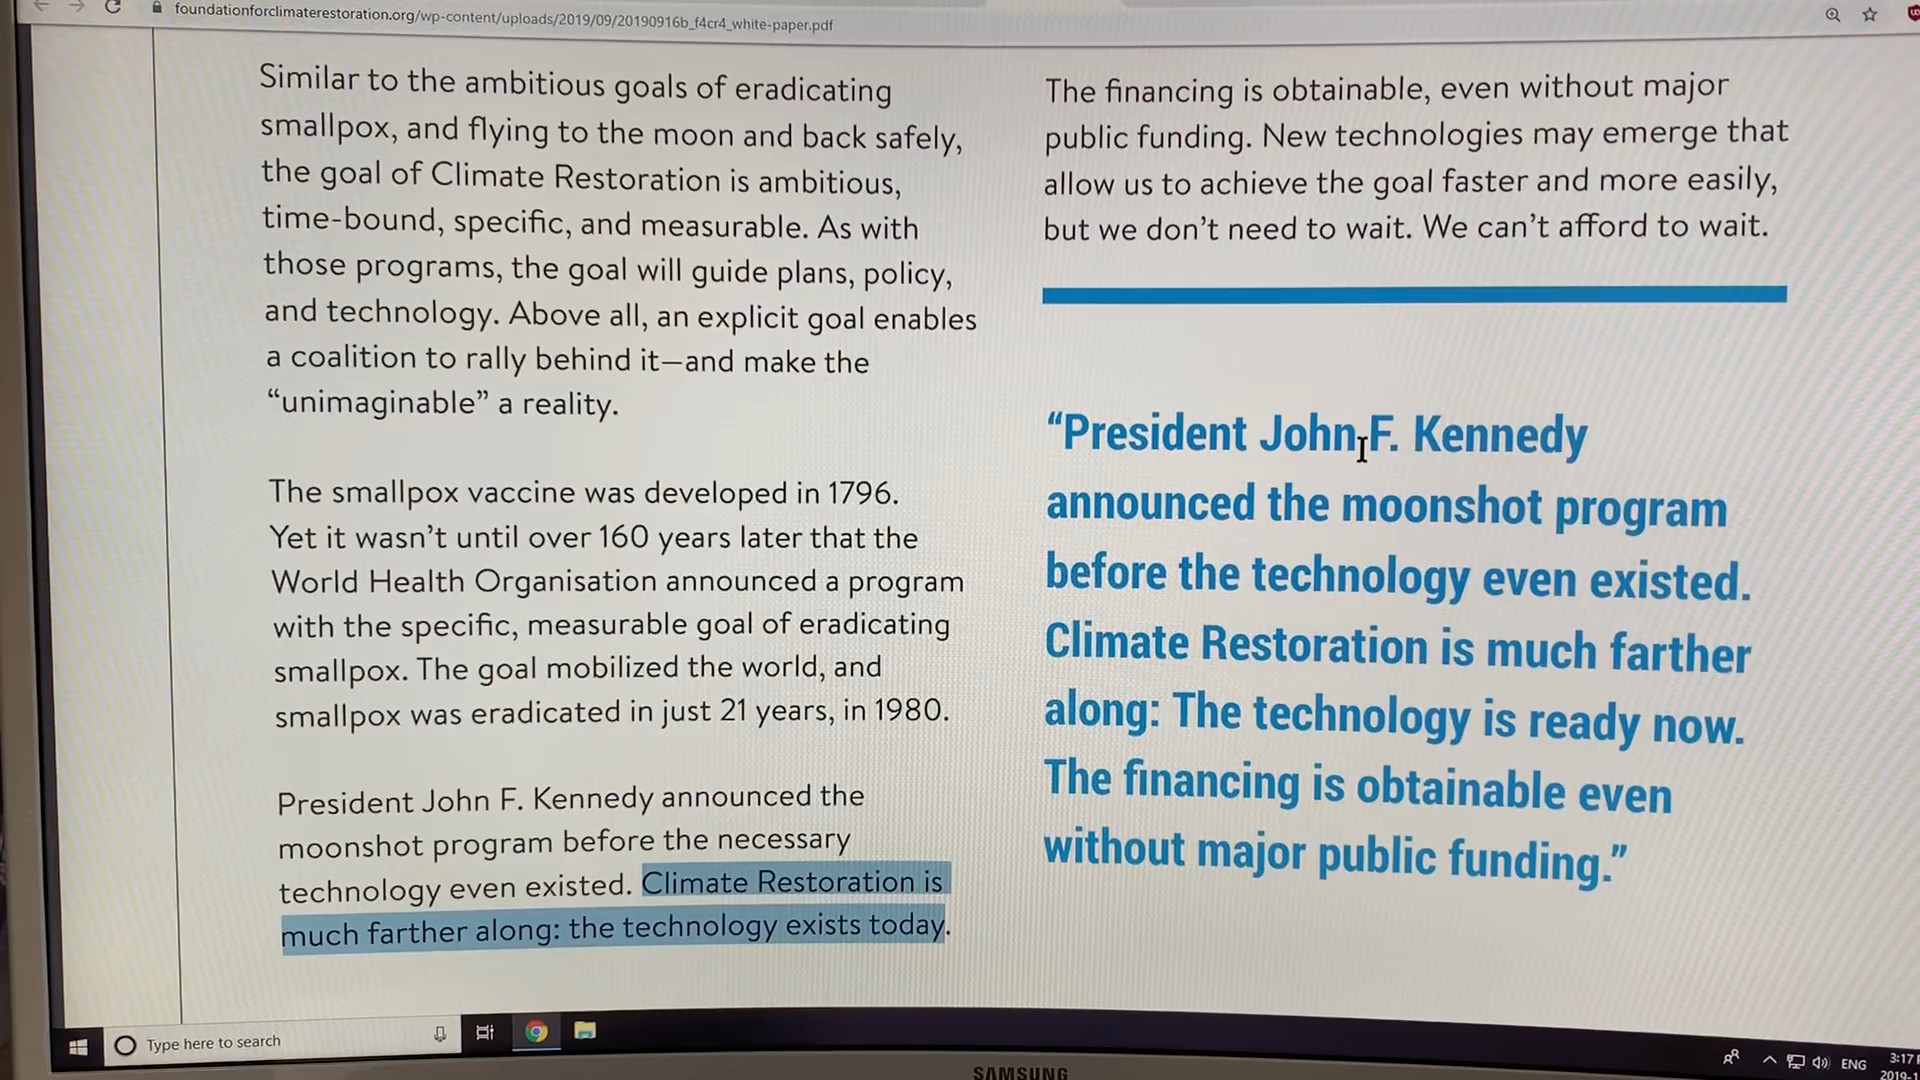 foundationforclimaterestoration.org/wp-content/uploads/2019/09/20190916b_f4cr4_white-paper.pdf
Similar to the ambitious goals of eradicating
smallpox, and flying to the moon and back safely,
the goal of Climate Restoration is ambitious,
time-bound, specific, and measurable. As with
those programs, the goal will guide plans, policy,
and technology. Above all, an explicit goal enables
a coalition to rally behind it—and make the
“unimaginable” a reality.
The smallpox vaccine was developed in 1796.
Yet it wasn’t until over 160 years later that the
World Health Organisation announced a program
with the specific, measurable goal of eradicating
smallpox. The goal mobilized the world, and
smallpox was eradicated in just 21 years, in 1980.
President John F. Kennedy announced the
moonshot program before the necessary
technology even existed. Climate Restoration is
much farther along: the technology exists today.
The financing is obtainable, even without major
public funding. New technologies may emerge that
allow us to achieve the goal faster and more easily,
but we don’t need to wait. We can’t afford to wait.
“President John F. Kennedy
announced the moonshot program
before the technology even existed.
Climate Restoration is much farther
along: The technology is ready now.
The financing is obtainable even
without major public funding.”
Type here to search
ENG
3:17
2019-1
SAMSUNG